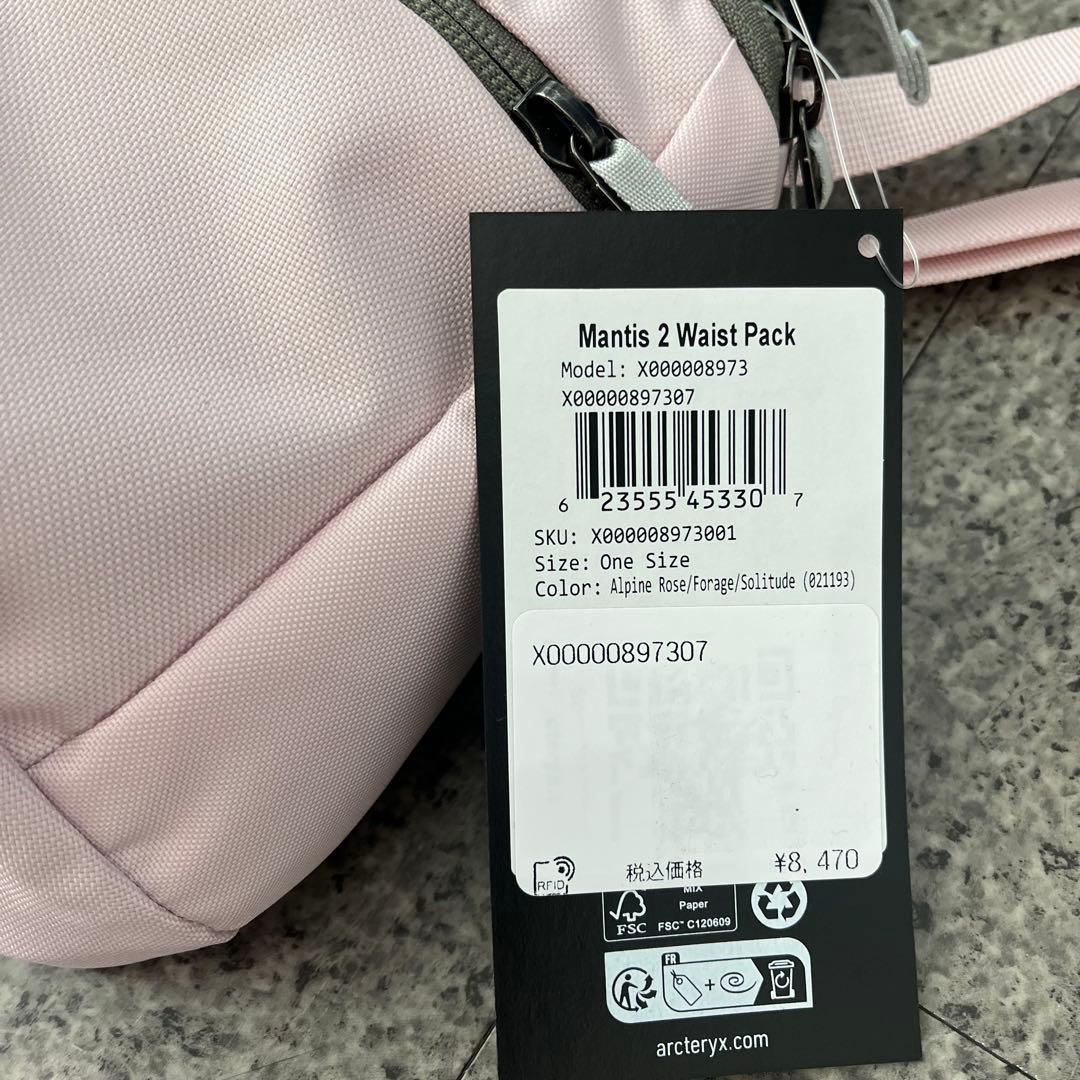 Mantis 2 Waist Pack
Model: X000008973
X00000897307
6 23555 45330 7
SKU: X000008973001
Size: One Size
Color: Alpine Rose/Forage/Solitude (021193)
X00000897307
RFID
税込価格 ¥8,470
MIX
Paper
FSC FSC™ C120609
FR
+
arcteryx.com